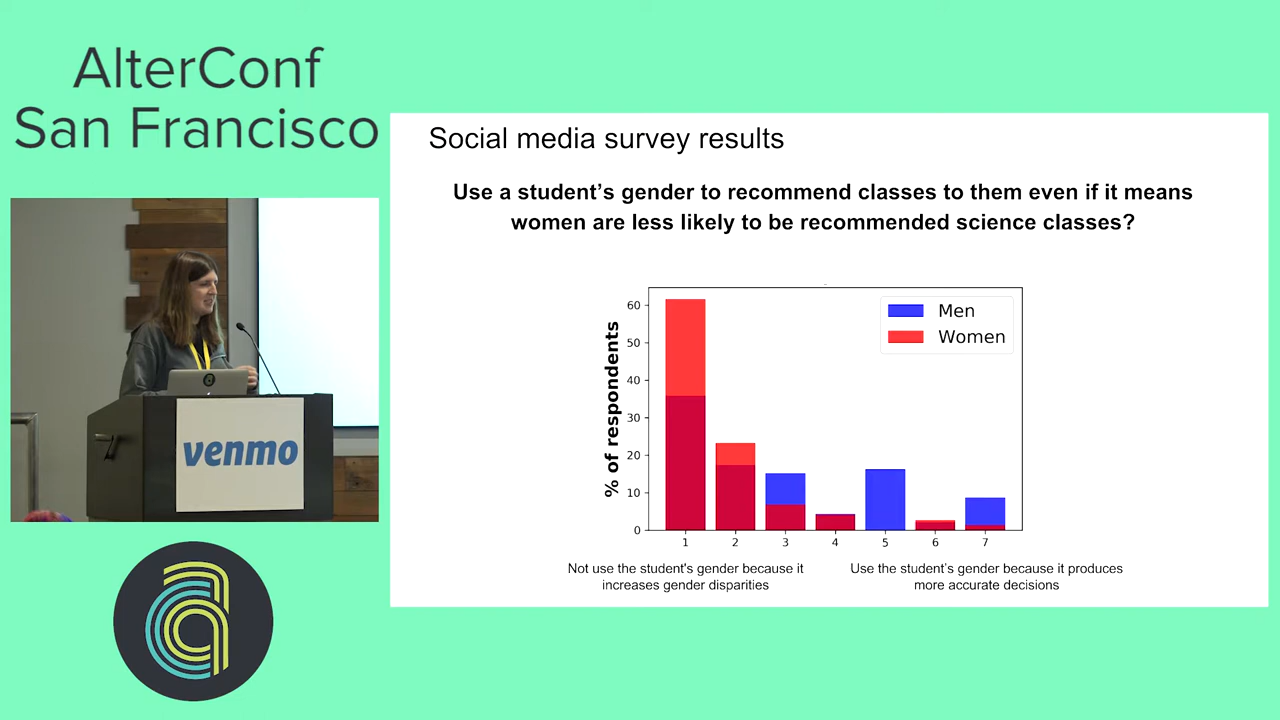 AlterConf
San Francisco
venmo
Social media survey results
Use a student’s gender to recommend classes to them even if it means
women are less likely to be recommended science classes?
% of respondents
60
50
40
30
20
10
0
Men
Women
1 2 3 4 5 6 7
Not use the student's gender because it
increases gender disparities
Use the student’s gender because it produces
more accurate decisions